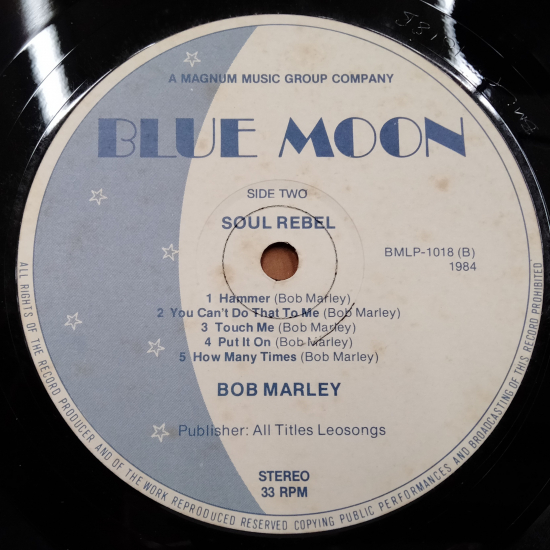 A MAGNUM MUSIC GROUP COMPANY
BLUE MOON
SIDE TWO
SOUL REBEL
BMLP-1018 (B)
1984
1 Hammer (Bob Marley)
2 You Can't Do That To Me (Bob Marley)
3 Touch Me (Bob Marley)
4 Put It On (Bob Marley)
5 How Many Times (Bob Marley)
BOB MARLEY
Publisher: All Titles Leosongs
STEREO
33 RPM
ALL RIGHTS OF THE RECORD PRODUCER AND OF THE WORK REPRODUCED RESERVED COPYING PUBLIC PERFORMANCES AND BROADCASTING OF THIS RECORD PROHIBITED